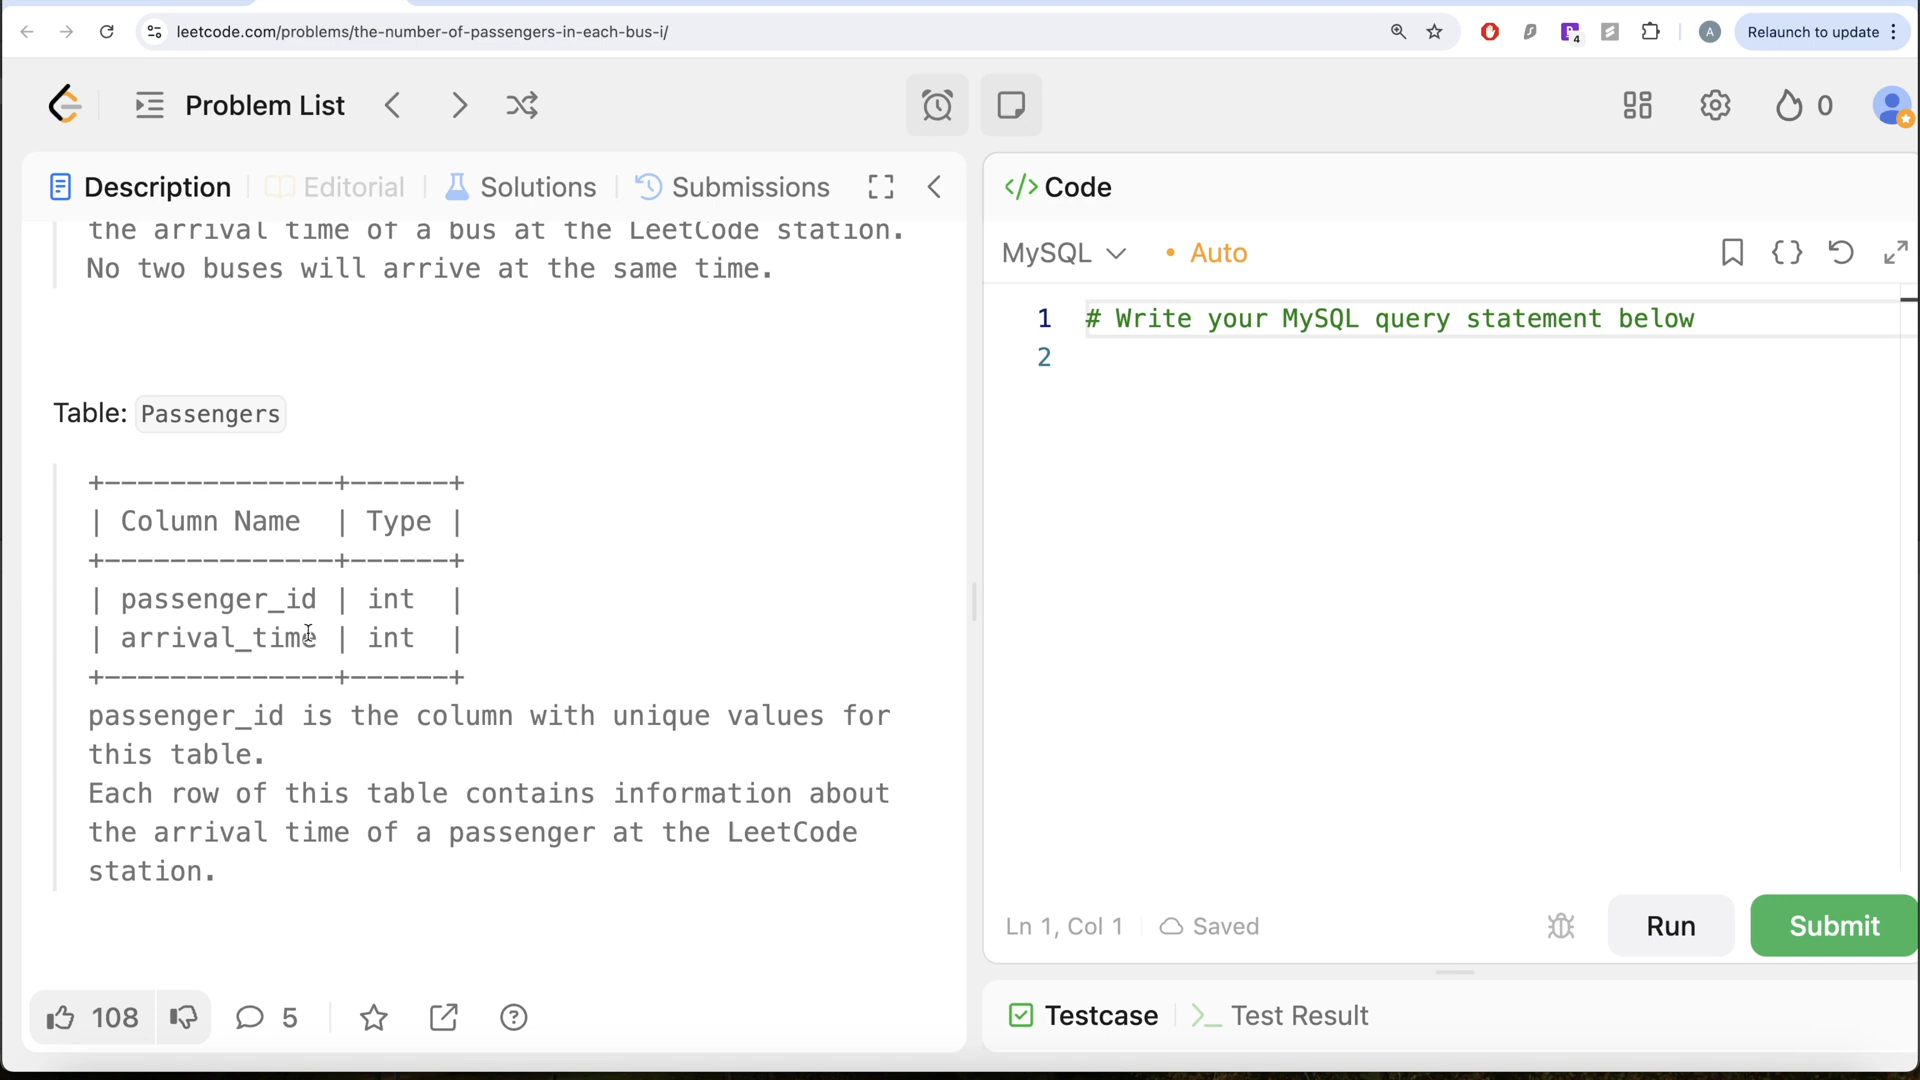 leetcode.com/problems/the-number-of-passengers-in-each-bus-i/
4
A
Relaunch to update
Problem List
0
Description
Editorial
Solutions
Submissions
the arrival time of a bus at the LeetCode station.
No two buses will arrive at the same time.
Table: Passengers
+--------------+------+
| Column Name  | Type |
+--------------+------+
| passenger_id | int  |
| arrival_time | int  |
+--------------+------+
passenger_id is the column with unique values for
this table.
Each row of this table contains information about
the arrival time of a passenger at the LeetCode
station.
108
5
</> Code
MySQL
• Auto
1 # Write your MySQL query statement below
2
Ln 1, Col 1
Saved
Run
Submit
Testcase
>_ Test Result